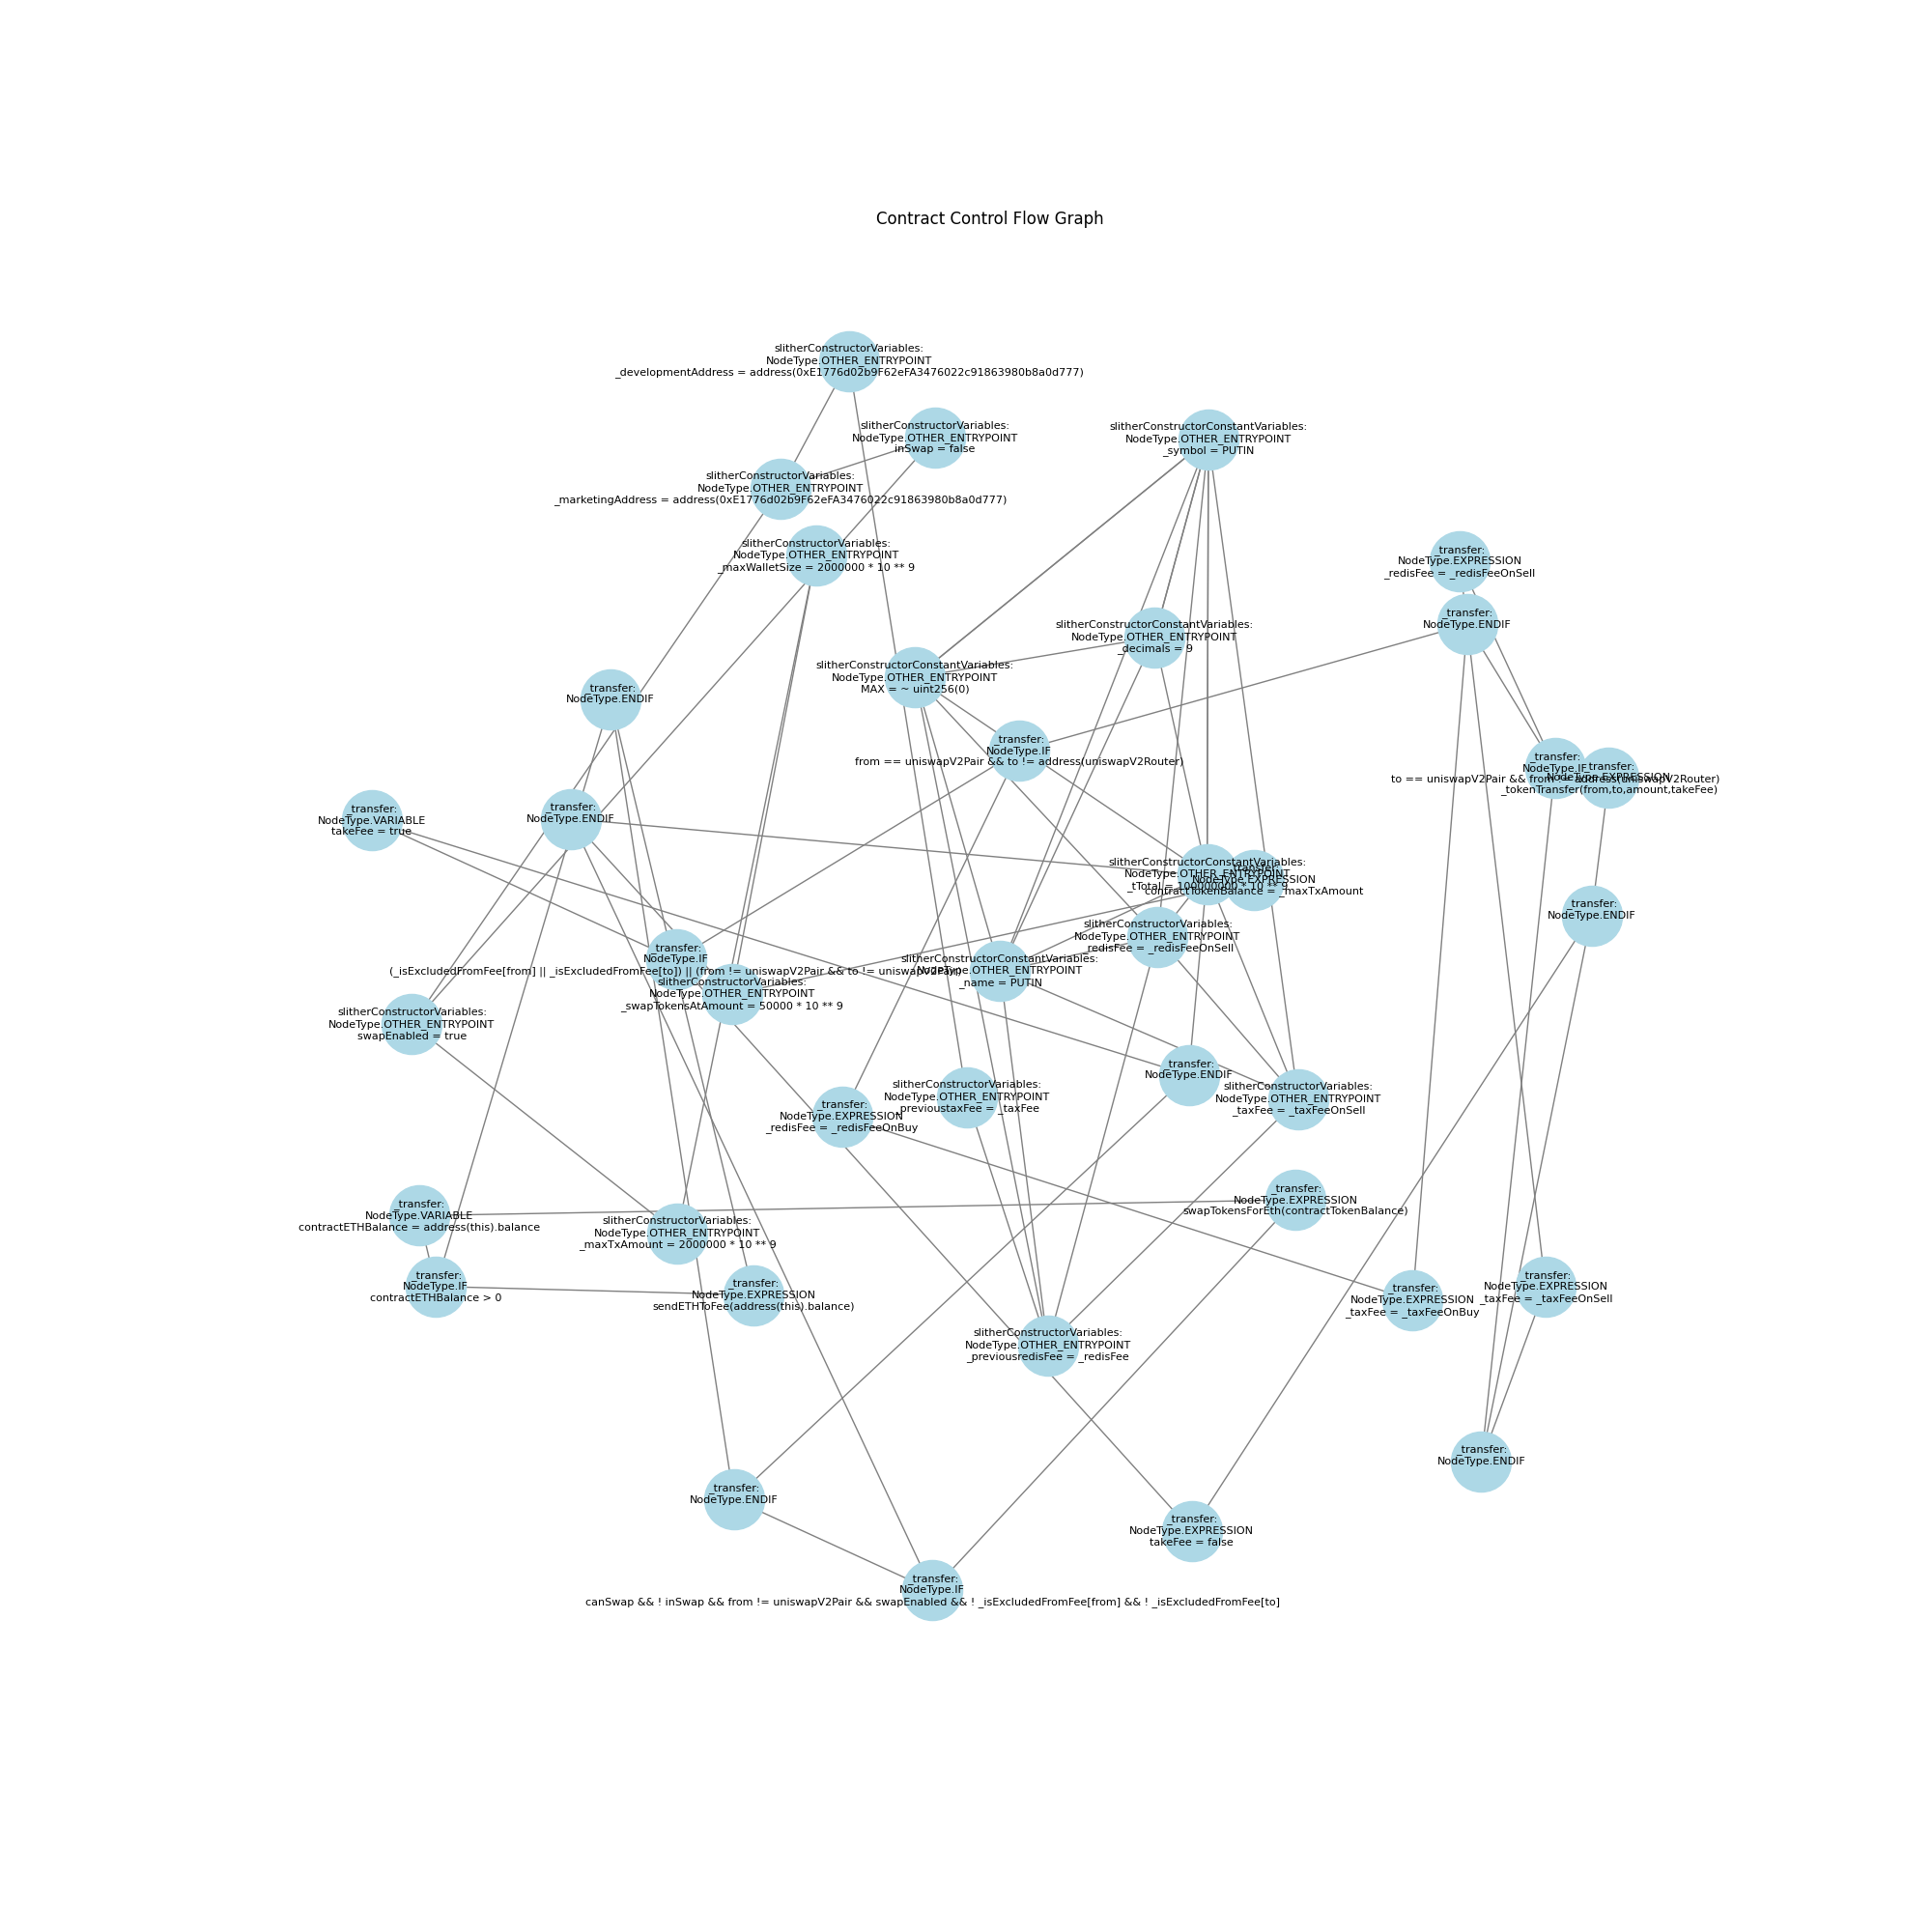 Contract Control Flow Graph
slitherConstructorVariables:
NodeType.OTHER_ENTRYPOINT
_developmentAddress = address(0xE1776d02b9F62eFA3476022c91863980b8a0d777)
slitherConstructorVariables:
NodeType.OTHER_ENTRYPOINT
inSwap = false
slitherConstructorConstantVariables:
NodeType.OTHER_ENTRYPOINT
_symbol = PUTIN
slitherConstructorVariables:
NodeType.OTHER_ENTRYPOINT
_marketingAddress = address(0xE1776d02b9F62eFA3476022c91863980b8a0d777)
slitherConstructorVariables:
NodeType.OTHER_ENTRYPOINT
_maxWalletSize = 2000000 * 10 ** 9
_transfer:
NodeType.EXPRESSION
_redisFee = _redisFeeOnSell
_transfer:
NodeType.ENDIF
slitherConstructorConstantVariables:
NodeType.OTHER_ENTRYPOINT
_decimals = 9
slitherConstructorConstantVariables:
NodeType.OTHER_ENTRYPOINT
MAX = ~ uint256(0)
_transfer:
NodeType.ENDIF
_transfer:
NodeType.IF
from == uniswapV2Pair && to != address(uniswapV2Router)
_transfer:
NodeType.IF
to == uniswapV2Pair && from != address(uniswapV2Router)
_transfer:
NodeType.EXPRESSION
_tokenTransfer(from,to,amount,takeFee)
_transfer:
NodeType.VARIABLE
takeFee = true
_transfer:
NodeType.ENDIF
slitherConstructorConstantVariables:
NodeType.OTHER_ENTRYPOINT
_tTotal = 100000000 * 10 ** 9
_transfer:
NodeType.EXPRESSION
contractTokenBalance = _maxTxAmount
_transfer:
NodeType.ENDIF
slitherConstructorVariables:
NodeType.OTHER_ENTRYPOINT
_redisFee = _redisFeeOnSell
_transfer:
NodeType.IF
(_isExcludedFromFee[from] || _isExcludedFromFee[to]) || (from != uniswapV2Pair && to != uniswapV2Pair)
slitherConstructorConstantVariables:
NodeType.OTHER_ENTRYPOINT
_name = PUTIN
slitherConstructorVariables:
NodeType.OTHER_ENTRYPOINT
_swapTokensAtAmount = 50000 * 10 ** 9
slitherConstructorVariables:
NodeType.OTHER_ENTRYPOINT
swapEnabled = true
_transfer:
NodeType.ENDIF
slitherConstructorVariables:
NodeType.OTHER_ENTRYPOINT
_previoustaxFee = _taxFee
slitherConstructorVariables:
NodeType.OTHER_ENTRYPOINT
_taxFee = _taxFeeOnSell
_transfer:
NodeType.EXPRESSION
_redisFee = _redisFeeOnBuy
_transfer:
NodeType.EXPRESSION
swapTokensForEth(contractTokenBalance)
_transfer:
NodeType.VARIABLE
contractETHBalance = address(this).balance
slitherConstructorVariables:
NodeType.OTHER_ENTRYPOINT
_maxTxAmount = 2000000 * 10 ** 9
_transfer:
NodeType.IF
contractETHBalance > 0
_transfer:
NodeType.EXPRESSION
sendETHToFee(address(this).balance)
_transfer:
NodeType.EXPRESSION
_taxFee = _taxFeeOnSell
_transfer:
NodeType.EXPRESSION
_taxFee = _taxFeeOnBuy
slitherConstructorVariables:
NodeType.OTHER_ENTRYPOINT
_previousredisFee = _redisFee
_transfer:
NodeType.ENDIF
_transfer:
NodeType.ENDIF
_transfer:
NodeType.EXPRESSION
takeFee = false
_transfer:
NodeType.IF
canSwap && ! inSwap && from != uniswapV2Pair && swapEnabled && ! _isExcludedFromFee[from] && ! _isExcludedFromFee[to]